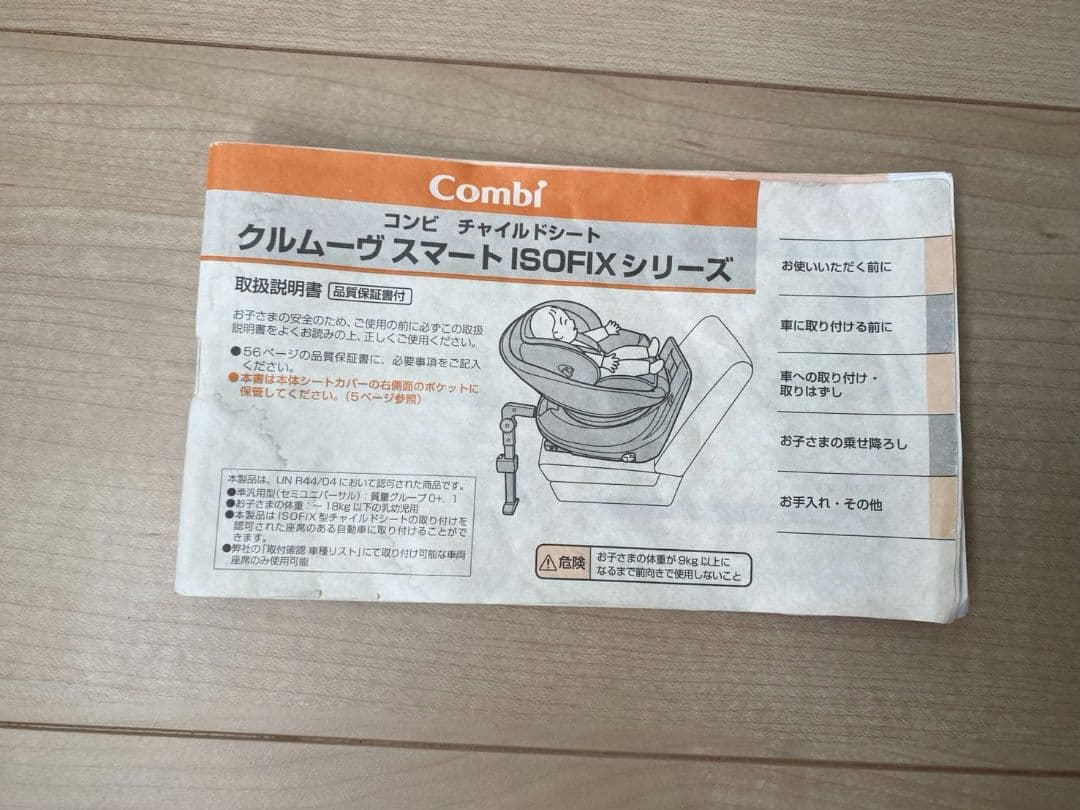 Combi
コンビ チャイルドシート
クルムーヴ スマート ISOFIXシリーズ
取扱説明書 品質保証書付
お子さまの安全のため、ご使用の前に必ずこの取扱
説明書をよくお読みの上、正しくご使用ください。
●56ページの品質保証書に、必要事項をご記入
ください。
●本書は本体シートカバーの右側面のポケットに
保管してください。(5ページ参照)
本製品は、UN R44/04において認可された商品です。
●準汎用型(セミユニバーサル):質量グループ0+、1
●お子さまの体重:～18kg以下の乳幼児用
●本製品はISOFIX型チャイルドシートの取り付けを
認可された座席のある自動車に取り付けることがで
きます。
●弊社の「取付確認 車種リスト」にて取り付け可能な車両
座席のみ使用可能
危険
お子さまの体重が9kg以上に
なるまで前向きで使用しないこと
お使いいただく前に
車に取り付ける前に
車への取り付け・
取りはずし
お子さまの乗せ降ろし
お手入れ・その他